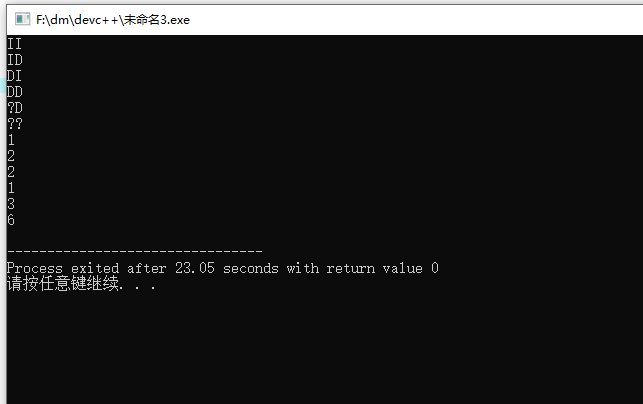 F:\dm\devc++\未命名3.exe
II
ID
DI
DD
?D
??
1
2
2
1
3
6
--------------------------------
Process exited after 23.05 seconds with return value 0
请按任意键继续. . .